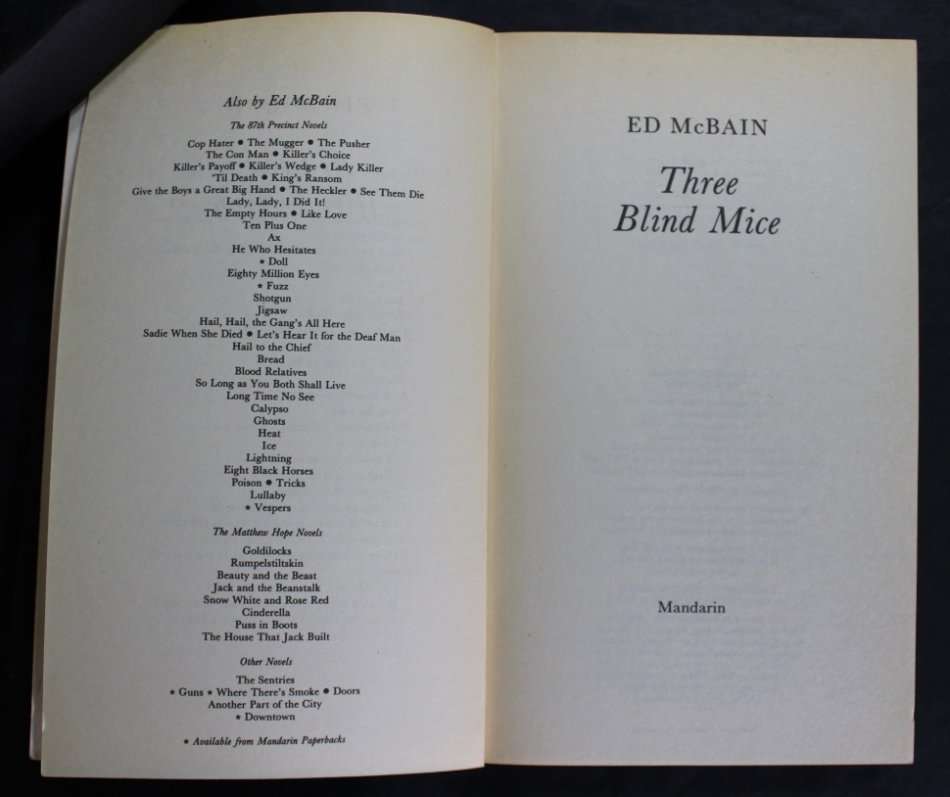 Also by Ed McBain
The 87th Precinct Novels
Cop Hater ● The Mugger ● The Pusher
The Con Man ● Killer's Choice
Killer's Payoff ● Killer's Wedge ● Lady Killer
'Til Death ● King's Ransom
Give the Boys a Great Big Hand ● The Heckler ● See Them Die
Lady, Lady, I Did It!
The Empty Hours ● Like Love
Ten Plus One
Ax
He Who Hesitates
★ Doll
Eighty Million Eyes
★ Fuzz
Shotgun
Jigsaw
Hail, Hail, the Gang's All Here
Sadie When She Died ● Let's Hear It for the Deaf Man
Hail to the Chief
Bread
Blood Relatives
So Long as You Both Shall Live
Long Time No See
Calypso
Ghosts
Heat
Ice
Lightning
Eight Black Horses
Poison ● Tricks
Lullaby
★ Vespers
The Matthew Hope Novels
Goldilocks
Rumpelstiltskin
Beauty and the Beast
Jack and the Beanstalk
Snow White and Rose Red
Cinderella
Puss in Boots
The House That Jack Built
Other Novels
The Sentries
★ Guns ★ Where There's Smoke ● Doors
Another Part of the City
★ Downtown
★ Available from Mandarin Paperbacks
ED McBAIN
Three
Blind Mice
Mandarin